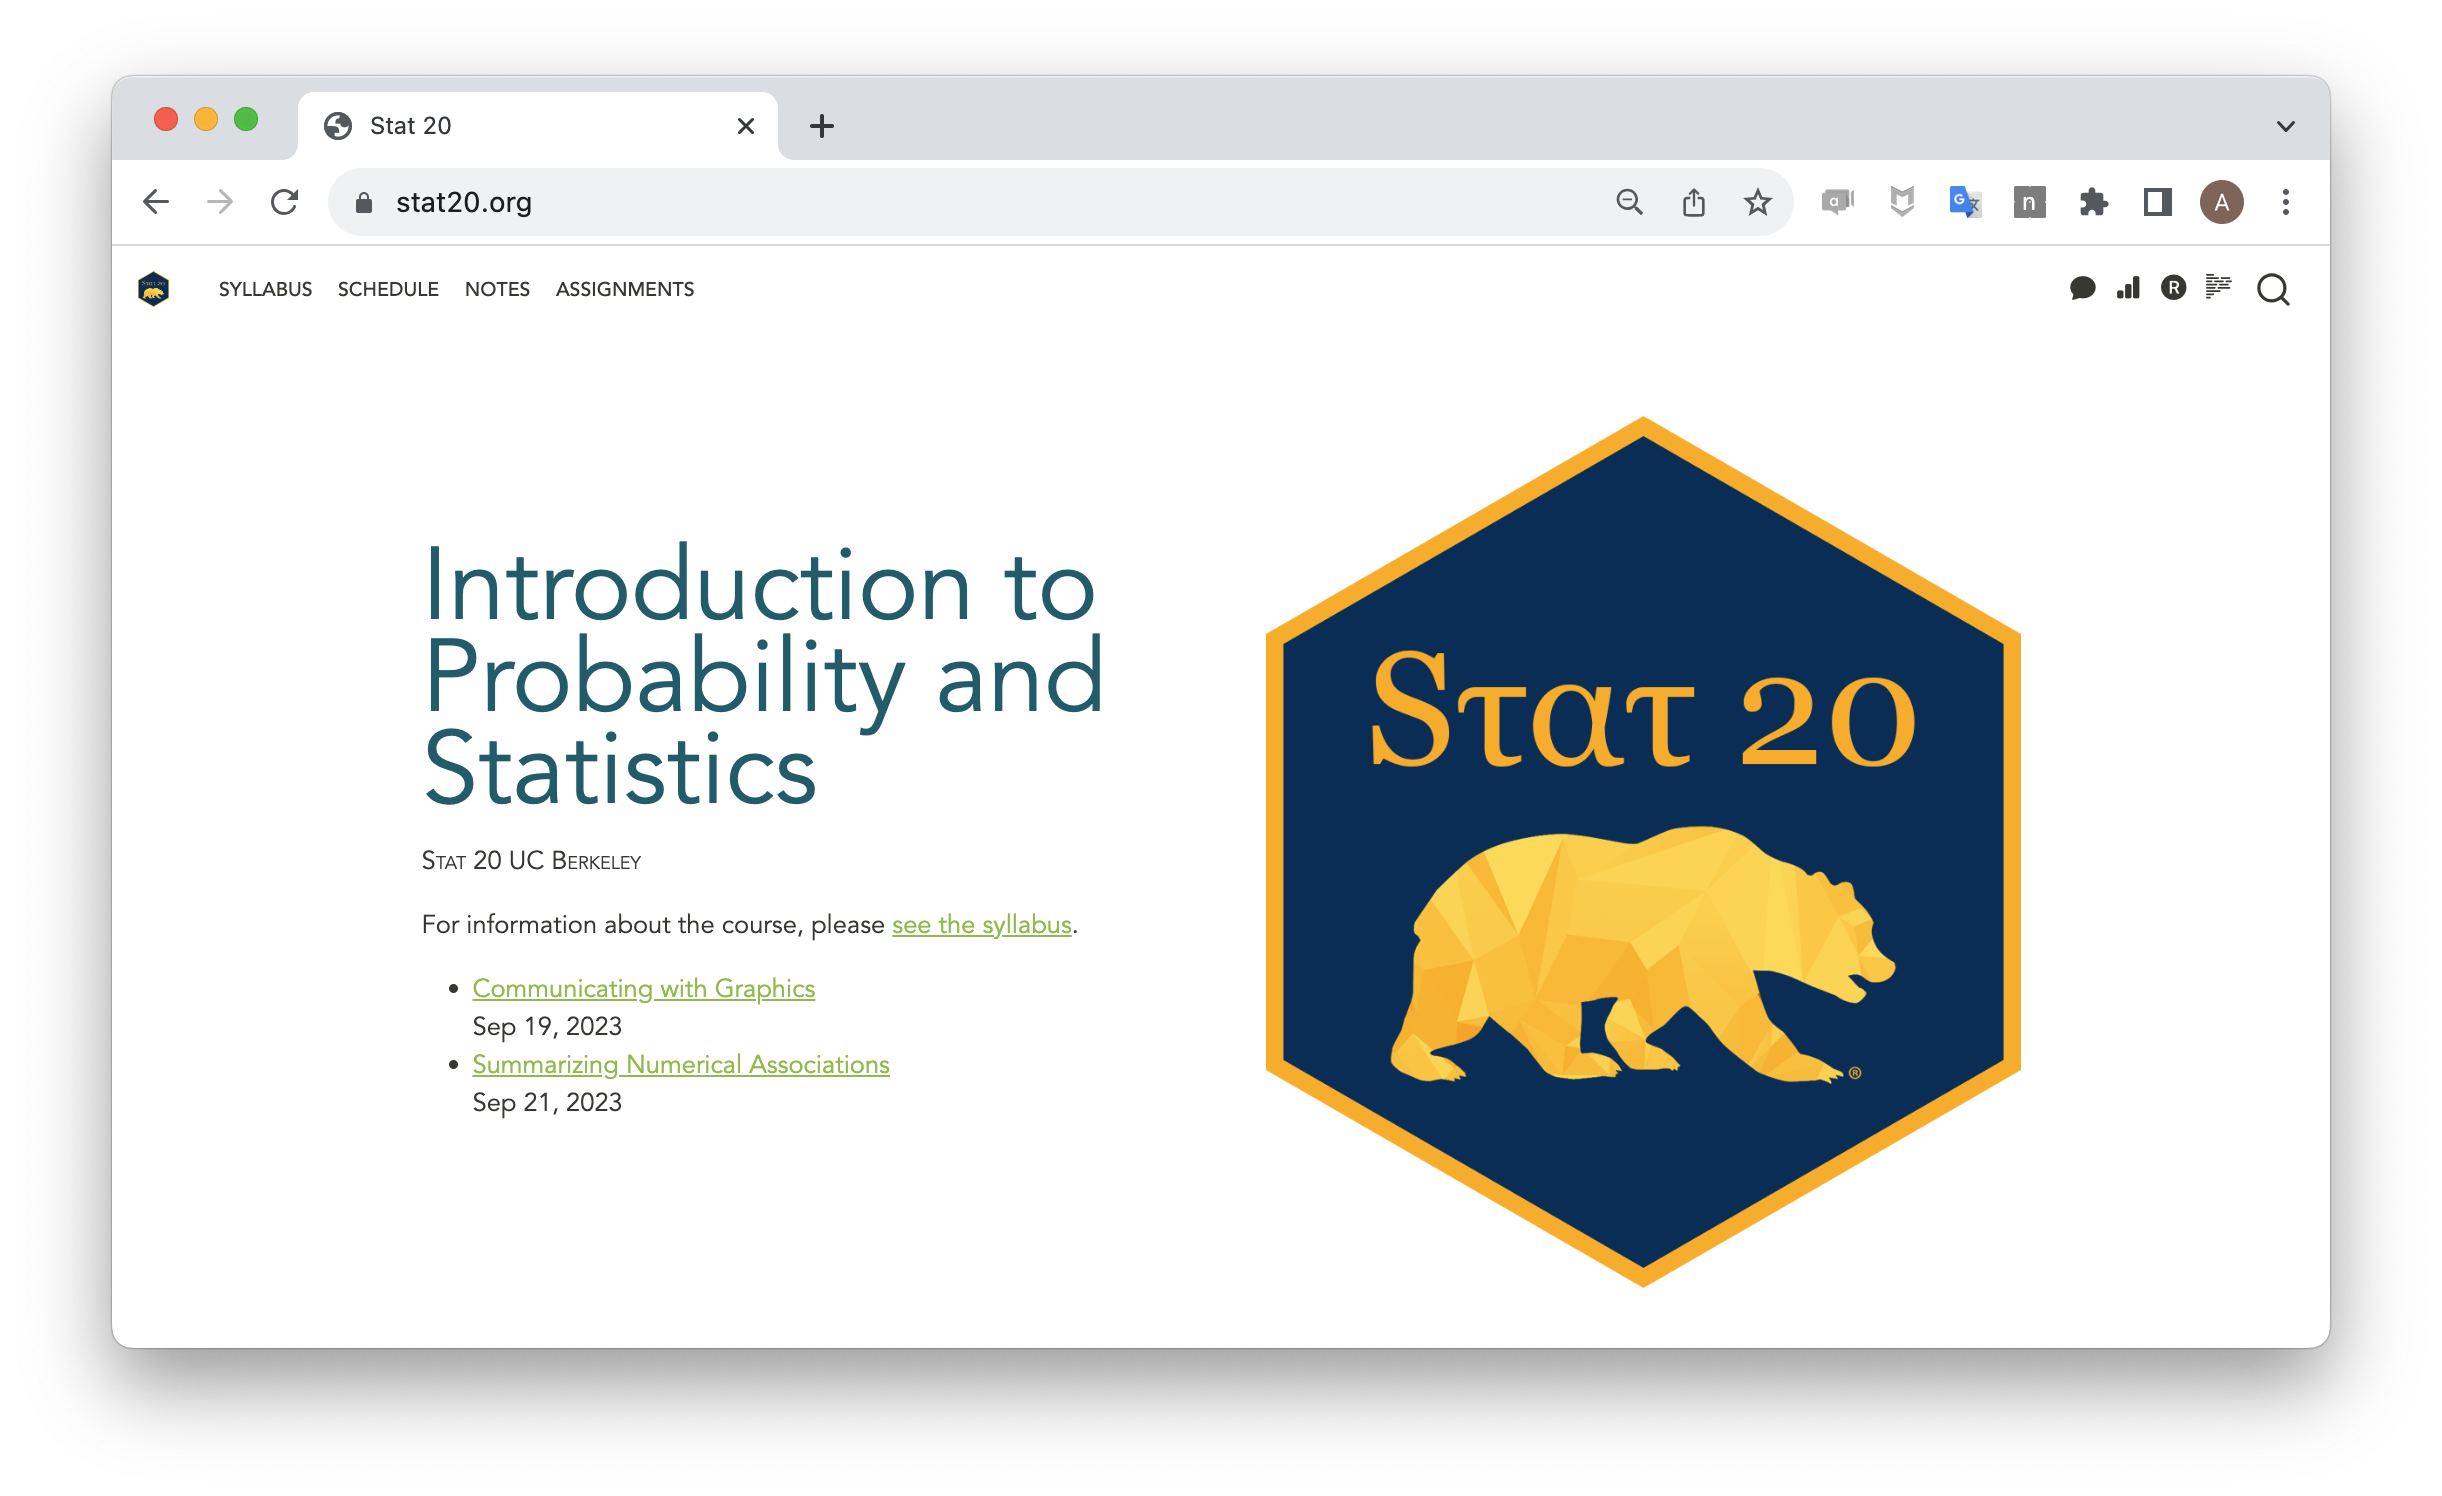 Stat 20
stat20.org
n
A
SYLLABUS SCHEDULE NOTES ASSIGNMENTS
R
Introduction to
Probability and
Statistics
Stat 20 UC Berkeley
For information about the course, please see the syllabus.
Communicating with Graphics
Sep 19, 2023
Summarizing Numerical Associations
Sep 21, 2023
Sτατ 20
®